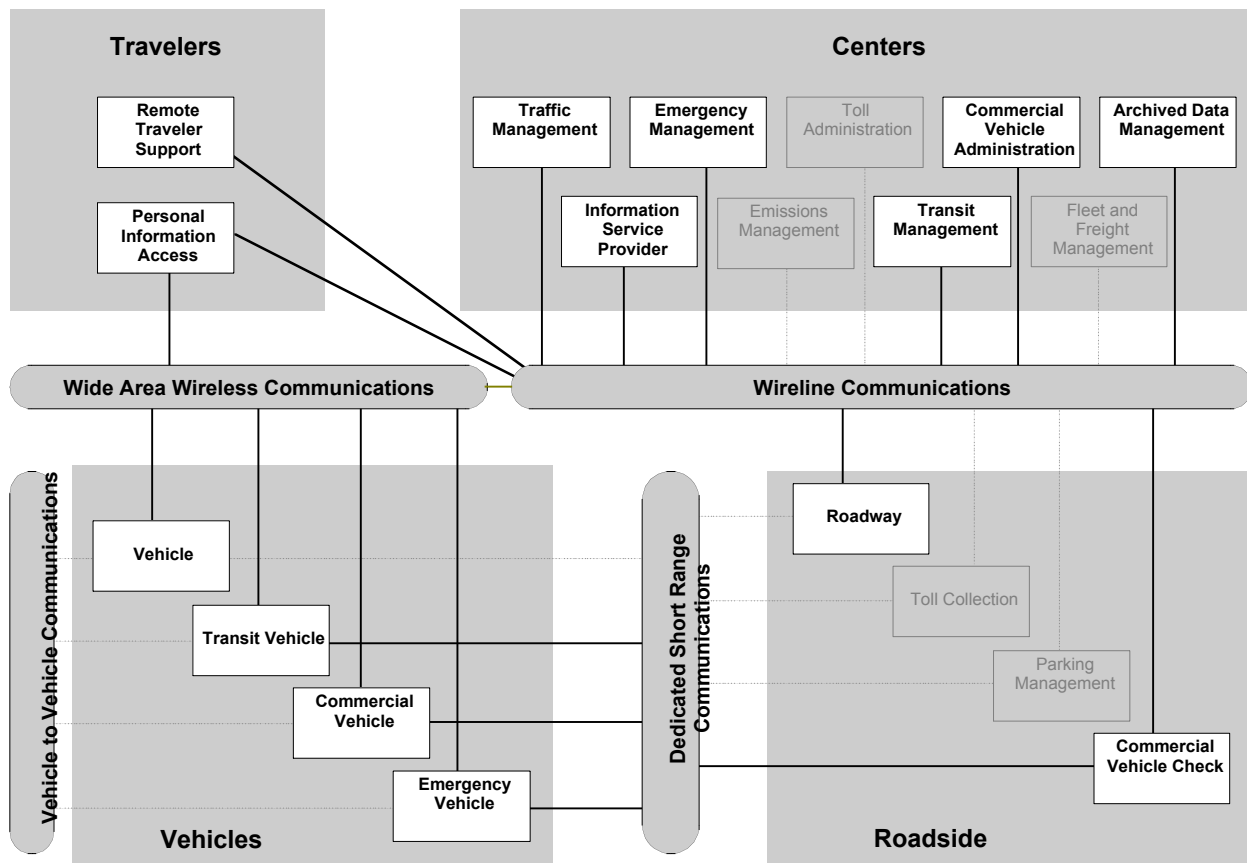 Travelers
Centers
Remote
Traveler
Support
Personal
Information
Access
Traffic
Management
Emergency
Management
Toll
Administration
Commercial
Vehicle
Administration
Archived Data
Management
Information
Service
Provider
Emissions
Management
Transit
Management
Fleet and
Freight
Management
Wide Area Wireless Communications
Wireline Communications
Vehicle to Vehicle Communications
Vehicle
Transit Vehicle
Commercial
Vehicle
Emergency
Vehicle
Vehicles
Dedicated Short Range
Communications
Roadway
Toll Collection
Parking
Management
Commercial
Vehicle Check
Roadside